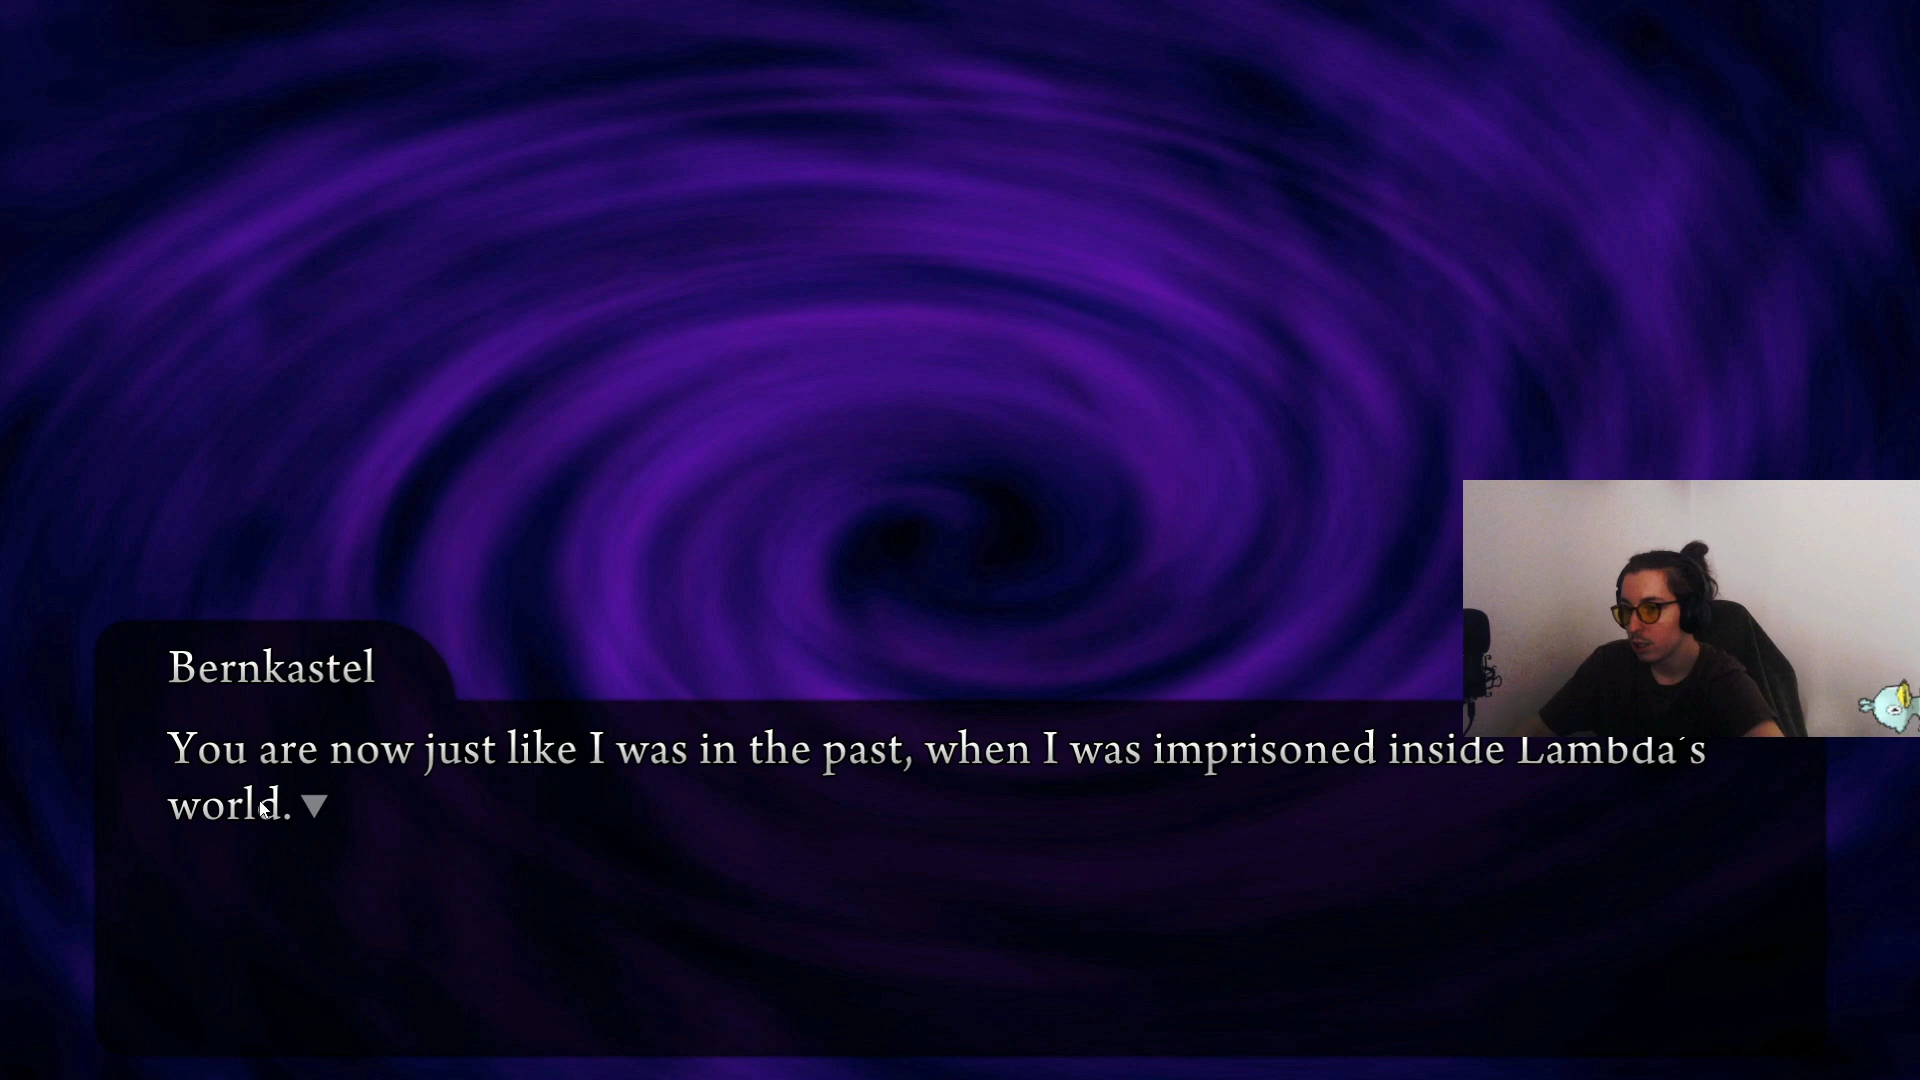 Bernkastel
You are now just like I was in the past, when I was imprisoned inside Lambda's
world.